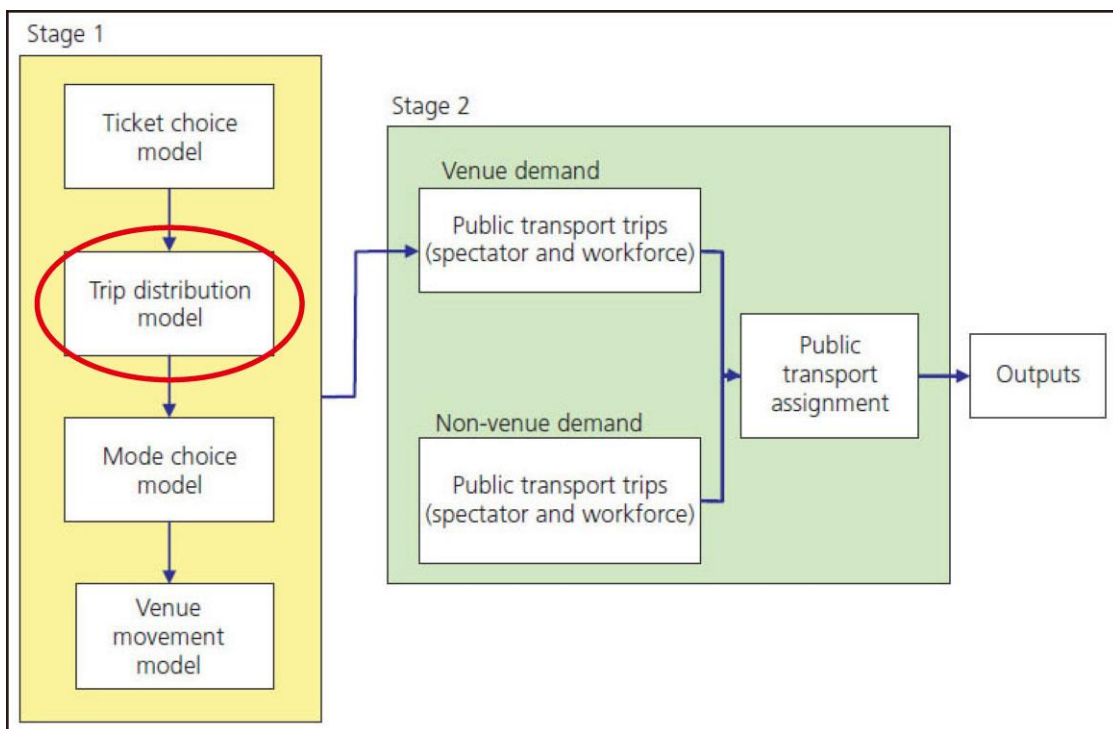 Stage 1
Ticket choice
model
Trip distribution
model
Mode choice
model
Venue
movement
model
Stage 2
Venue demand
Public transport trips
(spectator and workforce)
Non-venue demand
Public transport trips
(spectator and workforce)
Public
transport
assignment
Outputs